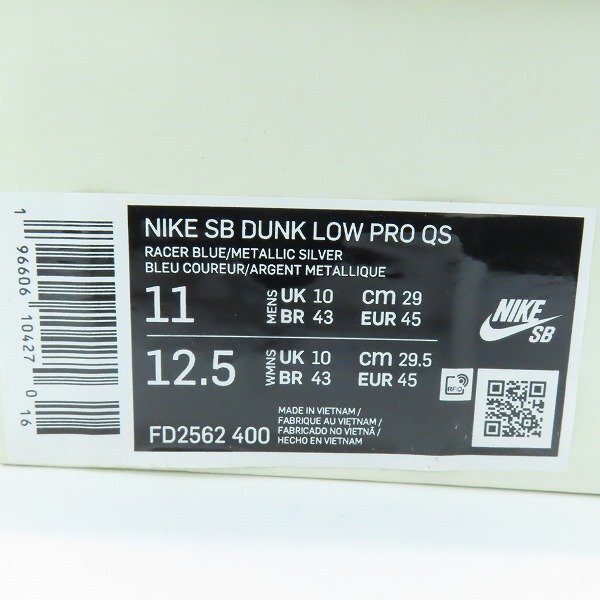 1 96606 10427 0 16
NIKE SB DUNK LOW PRO QS
RACER BLUE/METALLIC SILVER
BLEU COUREUR/ARGENT METALLIQUE
11 MENS UK 10 cm 29
BR 43 EUR 45
12.5 WMNS UK 10 cm 29.5
BR 43 EUR 45
NIKE
SB
RFID
FD2562 400
MADE IN VIETNAM /
FABRIQUE AU VIETNAM /
FABRICADO NO VIETNÃ /
HECHO EN VIETNAM